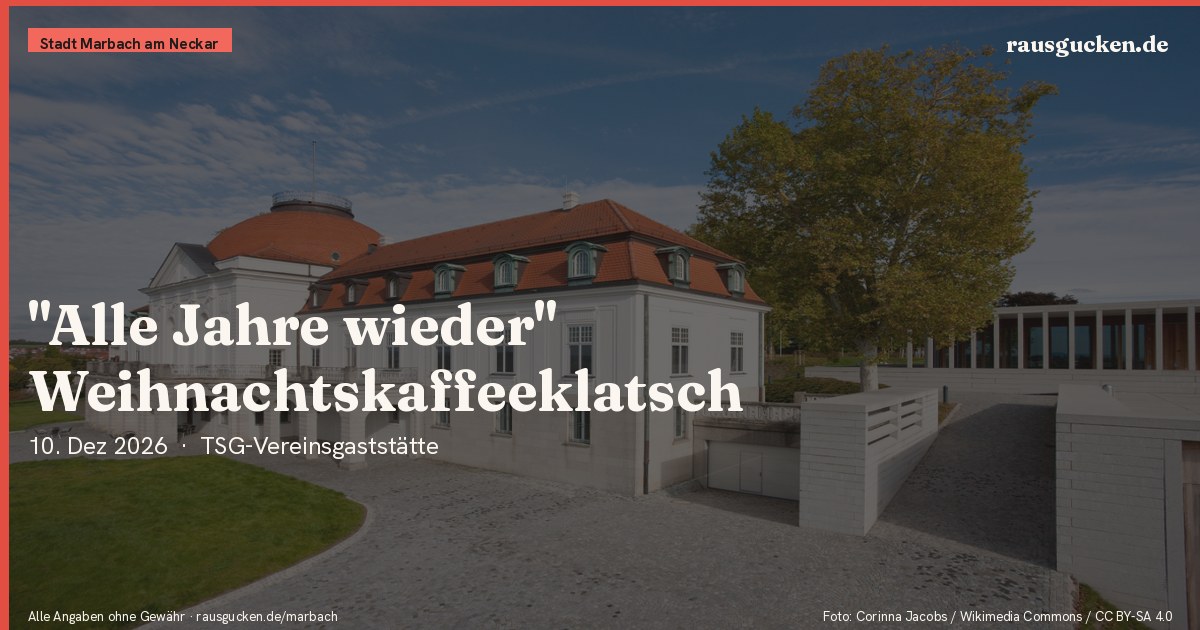 Stadt Marbach am Neckar
rausgucken.de
"Alle Jahre wieder"
Weihnachtskaffeeklatsch
10. Dez 2026 · TSG-Vereinsgaststätte
Alle Angaben ohne Gewähr · rausgucken.de/marbach
Foto: Corinna Jacobs / Wikimedia Commons / CC BY-SA 4.0